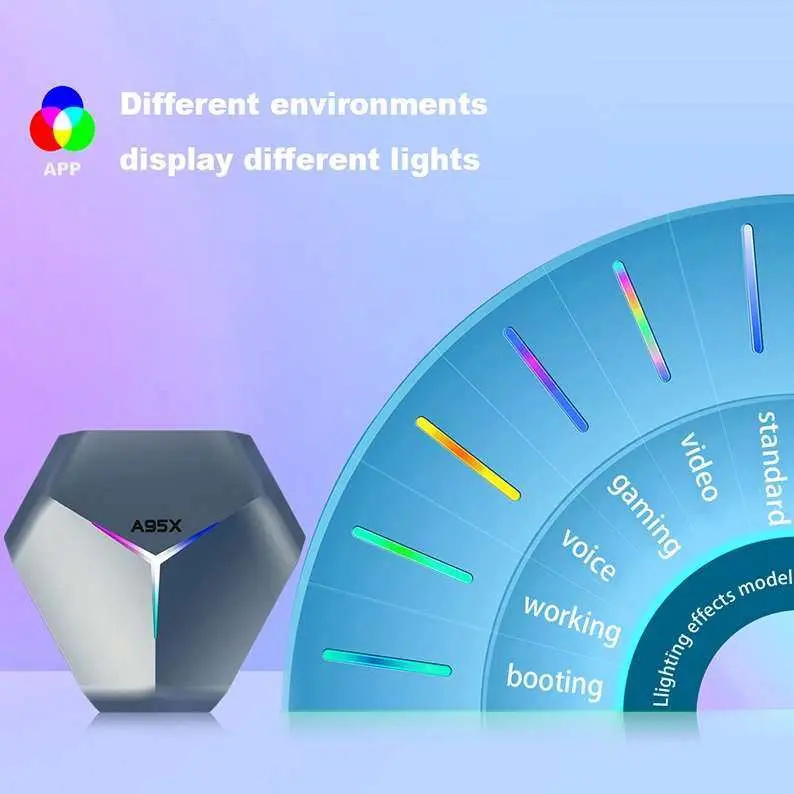 Different environments
display different lights
APP
A95X
standard
video
gaming
voice
working
booting
Llighting effects model